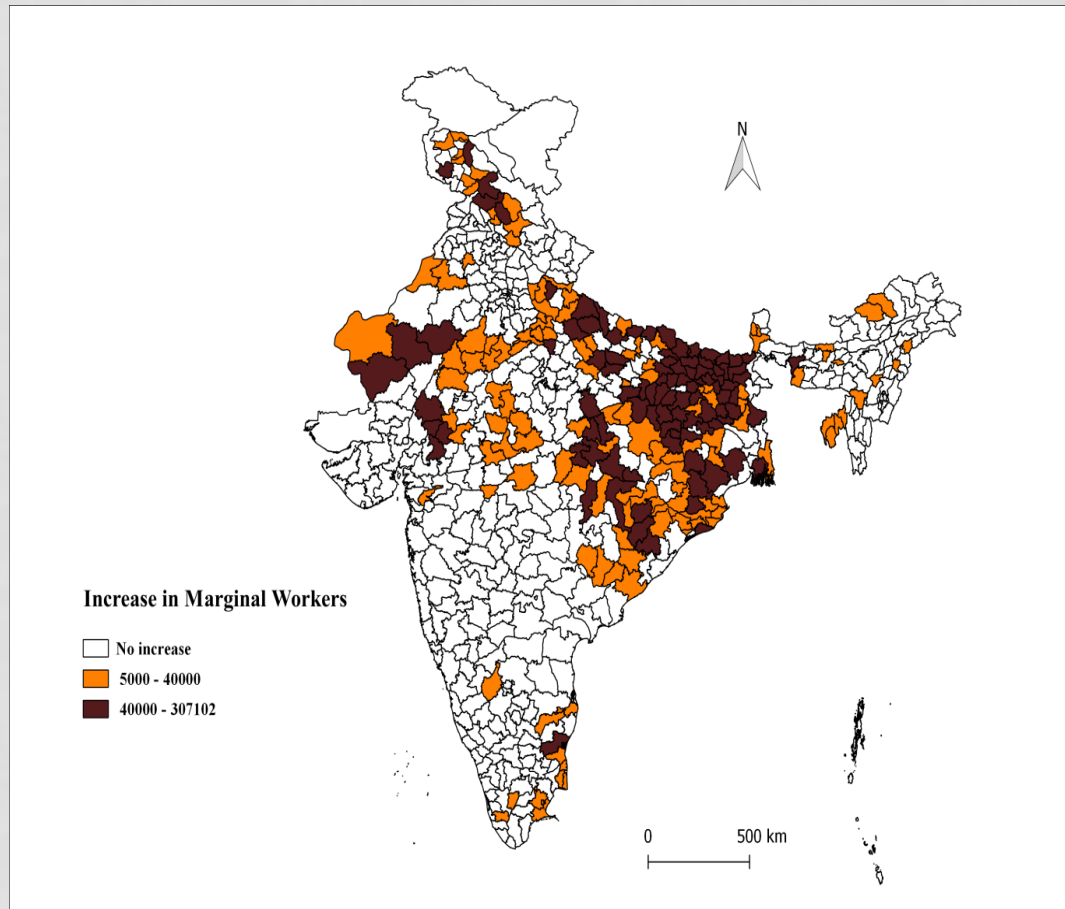 N
Increase in Marginal Workers
No increase
5000 - 40000
40000 - 307102
0 500 km